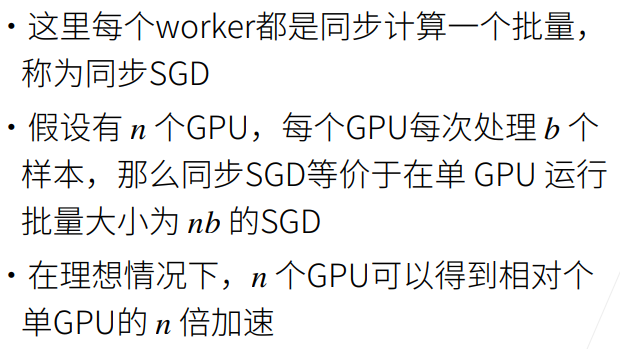 • 这里每个worker都是同步计算一个批量，
称为同步SGD
• 假设有 n 个GPU，每个GPU每次处理 b 个
样本，那么同步SGD等价于在单 GPU 运行
批量大小为 nb 的SGD
• 在理想情况下，n 个GPU可以得到相对个
单GPU的 n 倍加速